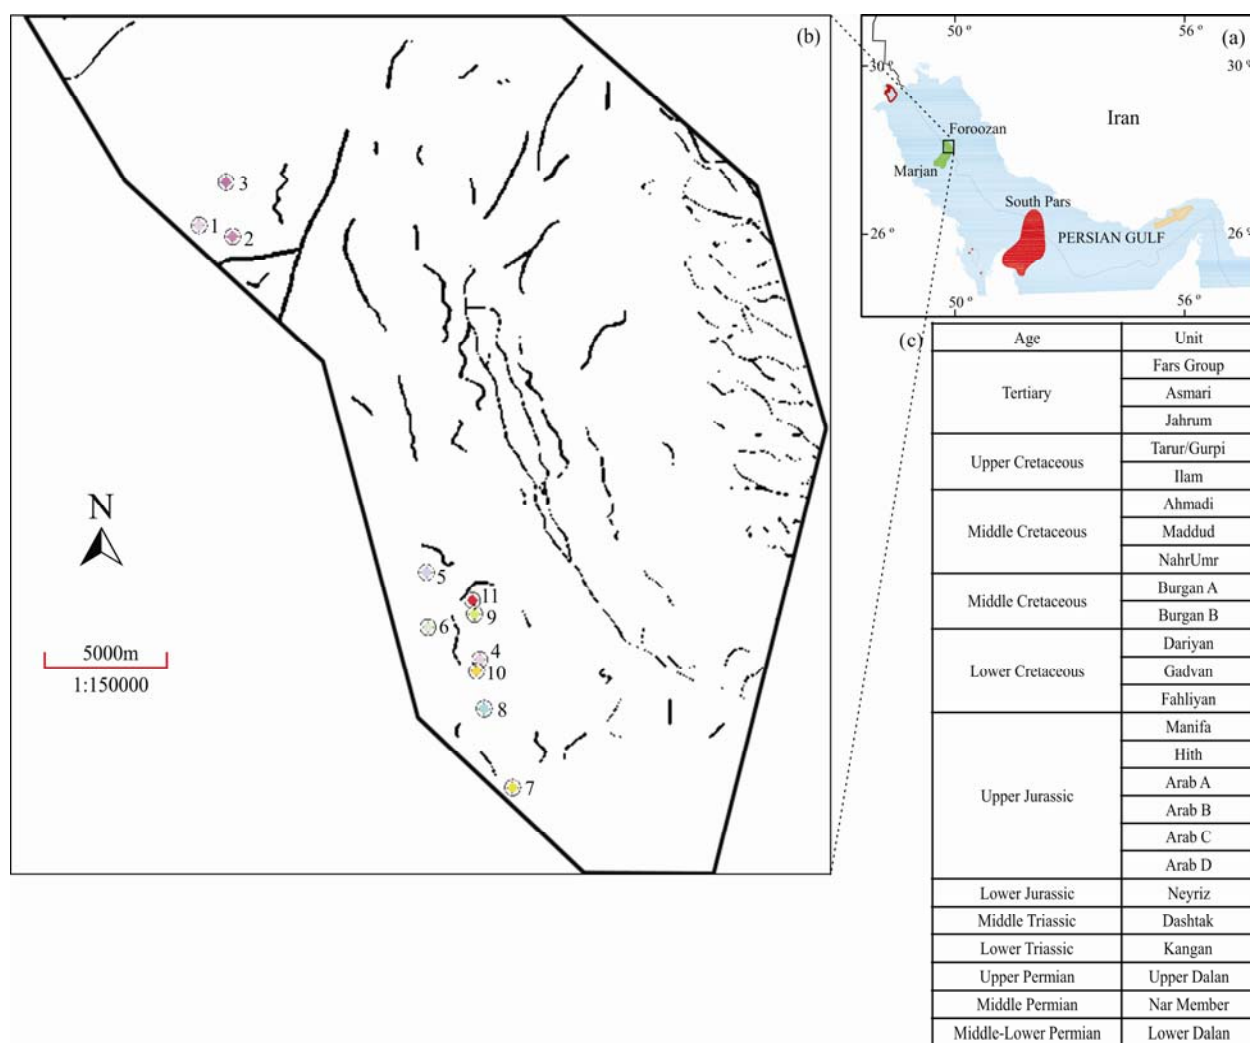 (b)
3
1
2
N
5000m
1:150000
5
11
9
6
4
10
8
7
50 º
56 º
(a)
30 º
30 º
Iran
Foroozan
Marjan
South Pars
PERSIAN GULF
26 º
26 º
50 º
56 º
(c)
Age Unit
Tertiary
Fars Group
Asmari
Jahrum
Upper Cretaceous
Tarur/Gurpi
Ilam
Middle Cretaceous
Ahmadi
Maddud
NahrUmr
Middle Cretaceous
Burgan A
Burgan B
Lower Cretaceous
Dariyan
Gadvan
Fahliyan
Upper Jurassic
Manifa
Hith
Arab A
Arab B
Arab C
Arab D
Lower Jurassic Neyriz
Middle Triassic Dashtak
Lower Triassic Kangan
Upper Permian Upper Dalan
Middle Permian Nar Member
Middle-Lower Permian Lower Dalan